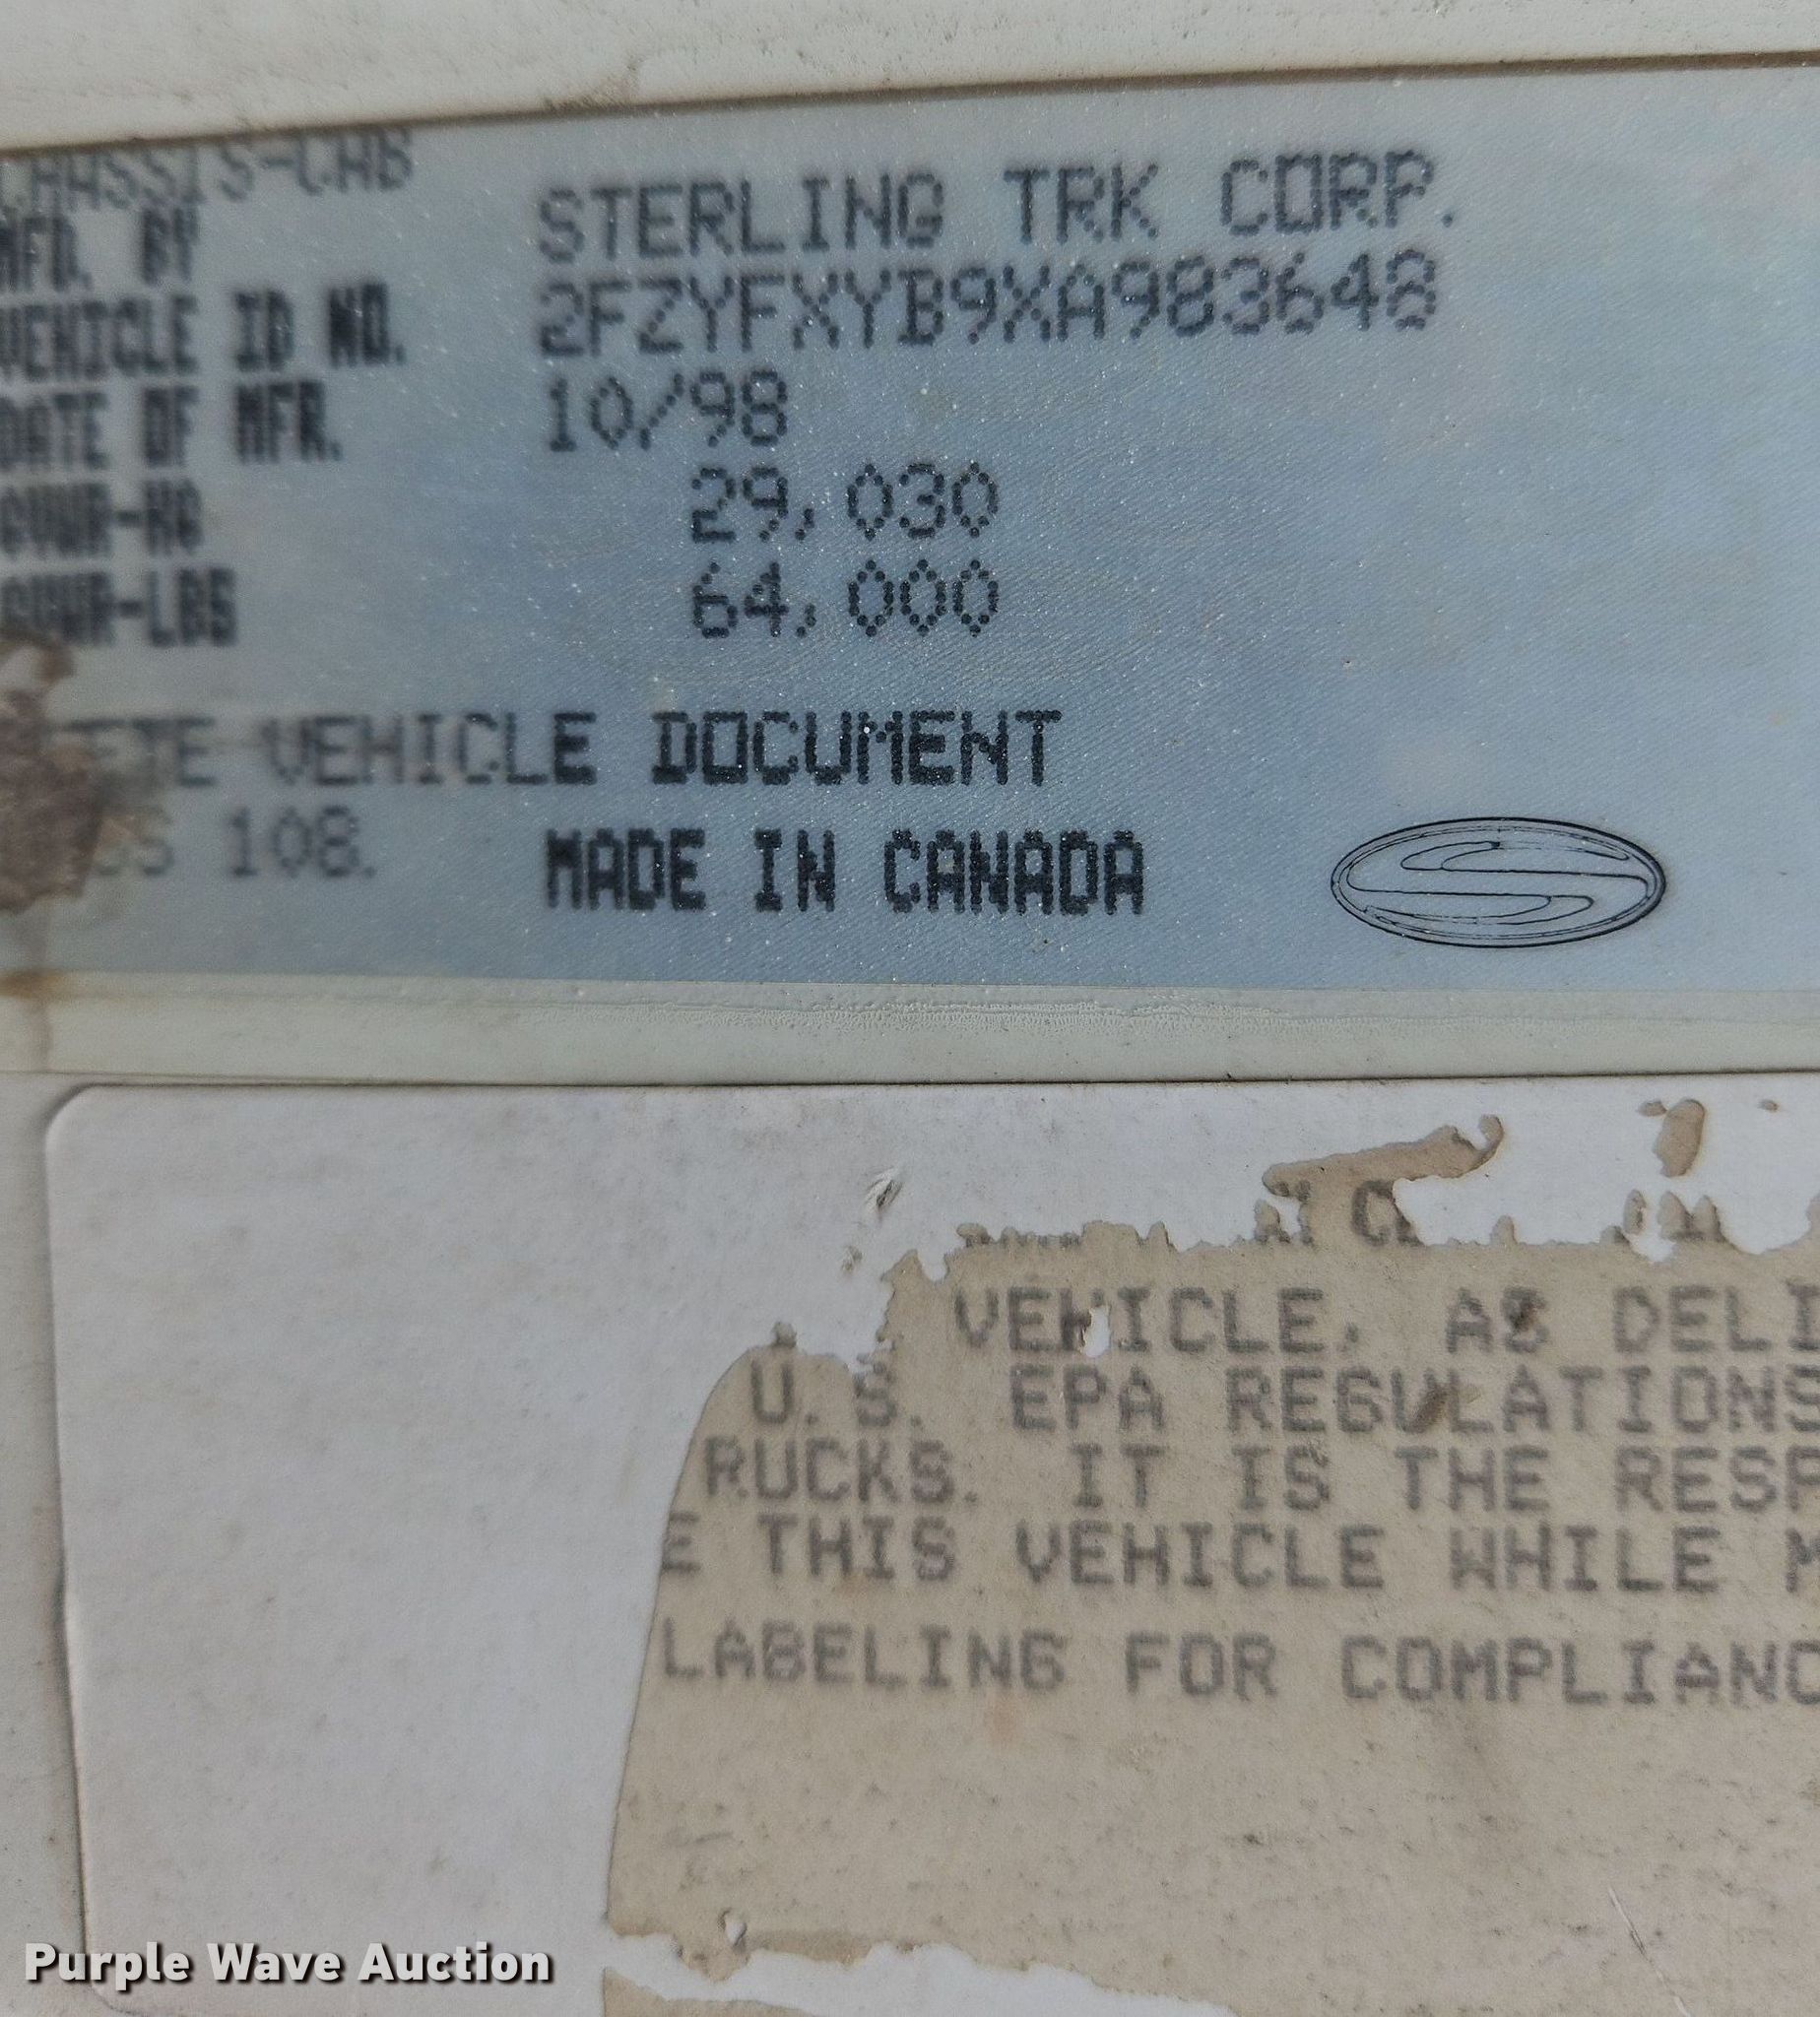 CHASSIS-CAB
MFD. BY STERLING TRK CORP.
VEHICLE ID NO. 2FZYFXYB9XA983648
DATE OF MFR. 10/98
GVWR-KG 29,030
GVWR-LBS 64,000
ETE VEHICLE DOCUMENT
SS 108. MADE IN CANADA
VEHICLE, AS DELI
U.S. EPA REGULATIONS
RUCKS. IT IS THE RESP
E THIS VEHICLE WHILE M
LABELING FOR COMPLIANC
Purple Wave Auction